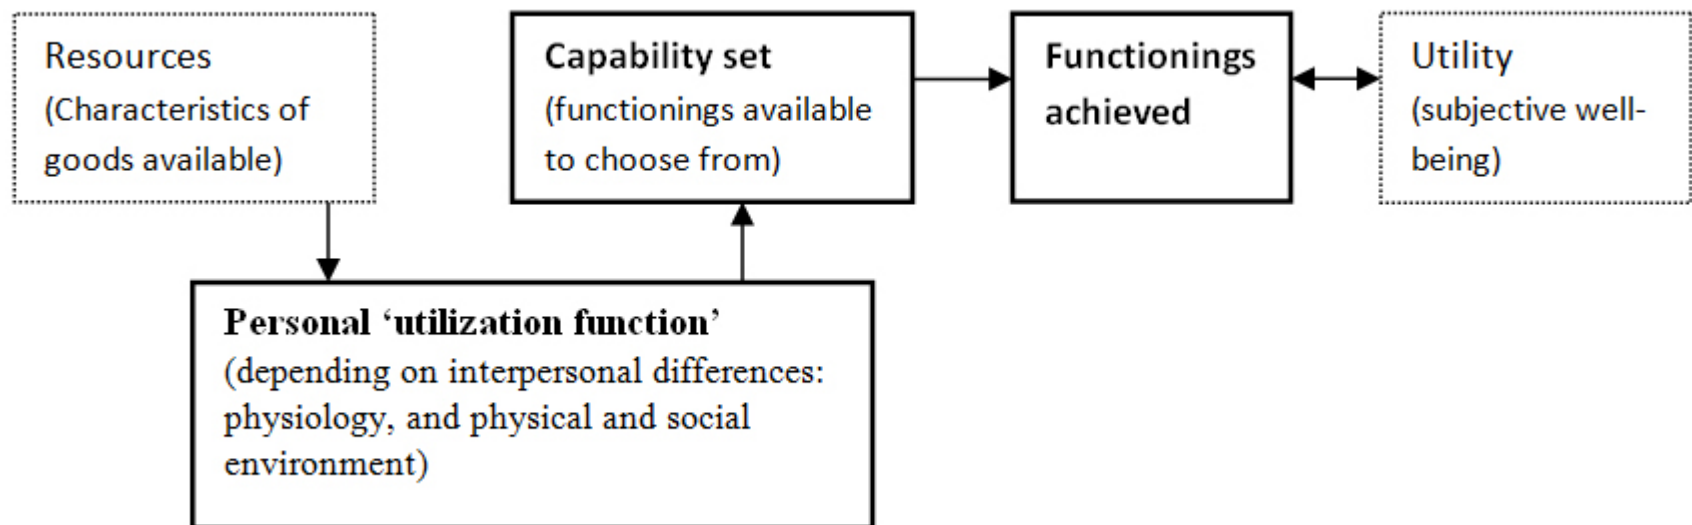 Resources
(Characteristics of
goods available)
Capability set
(functionings available
to choose from)
Functionings
achieved
Utility
(subjective well-
being)
Personal ‘utilization function’
(depending on interpersonal differences:
physiology, and physical and social
environment)